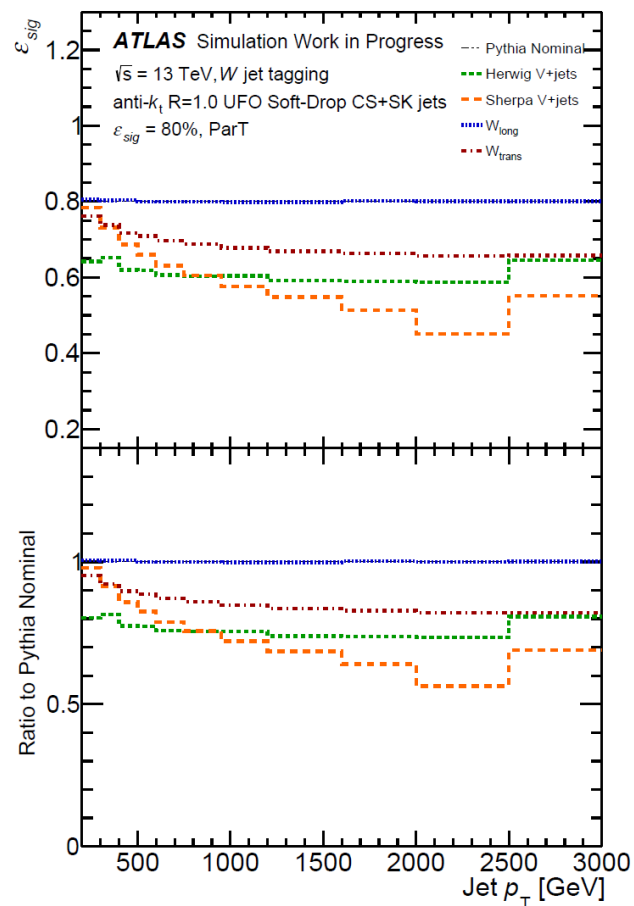 ε_sig
ATLAS Simulation Work in Progress
√s = 13 TeV, W jet tagging
anti-k_t R=1.0 UFO Soft-Drop CS+SK jets
ε_sig = 80%, ParT
Pythia Nominal
Herwig V+jets
Sherpa V+jets
W_long
W_trans
1.2
1
0.8
0.6
0.4
0.2
Ratio to Pythia Nominal
1
0.5
0
500 1000 1500 2000 2500 3000
Jet p_T [GeV]